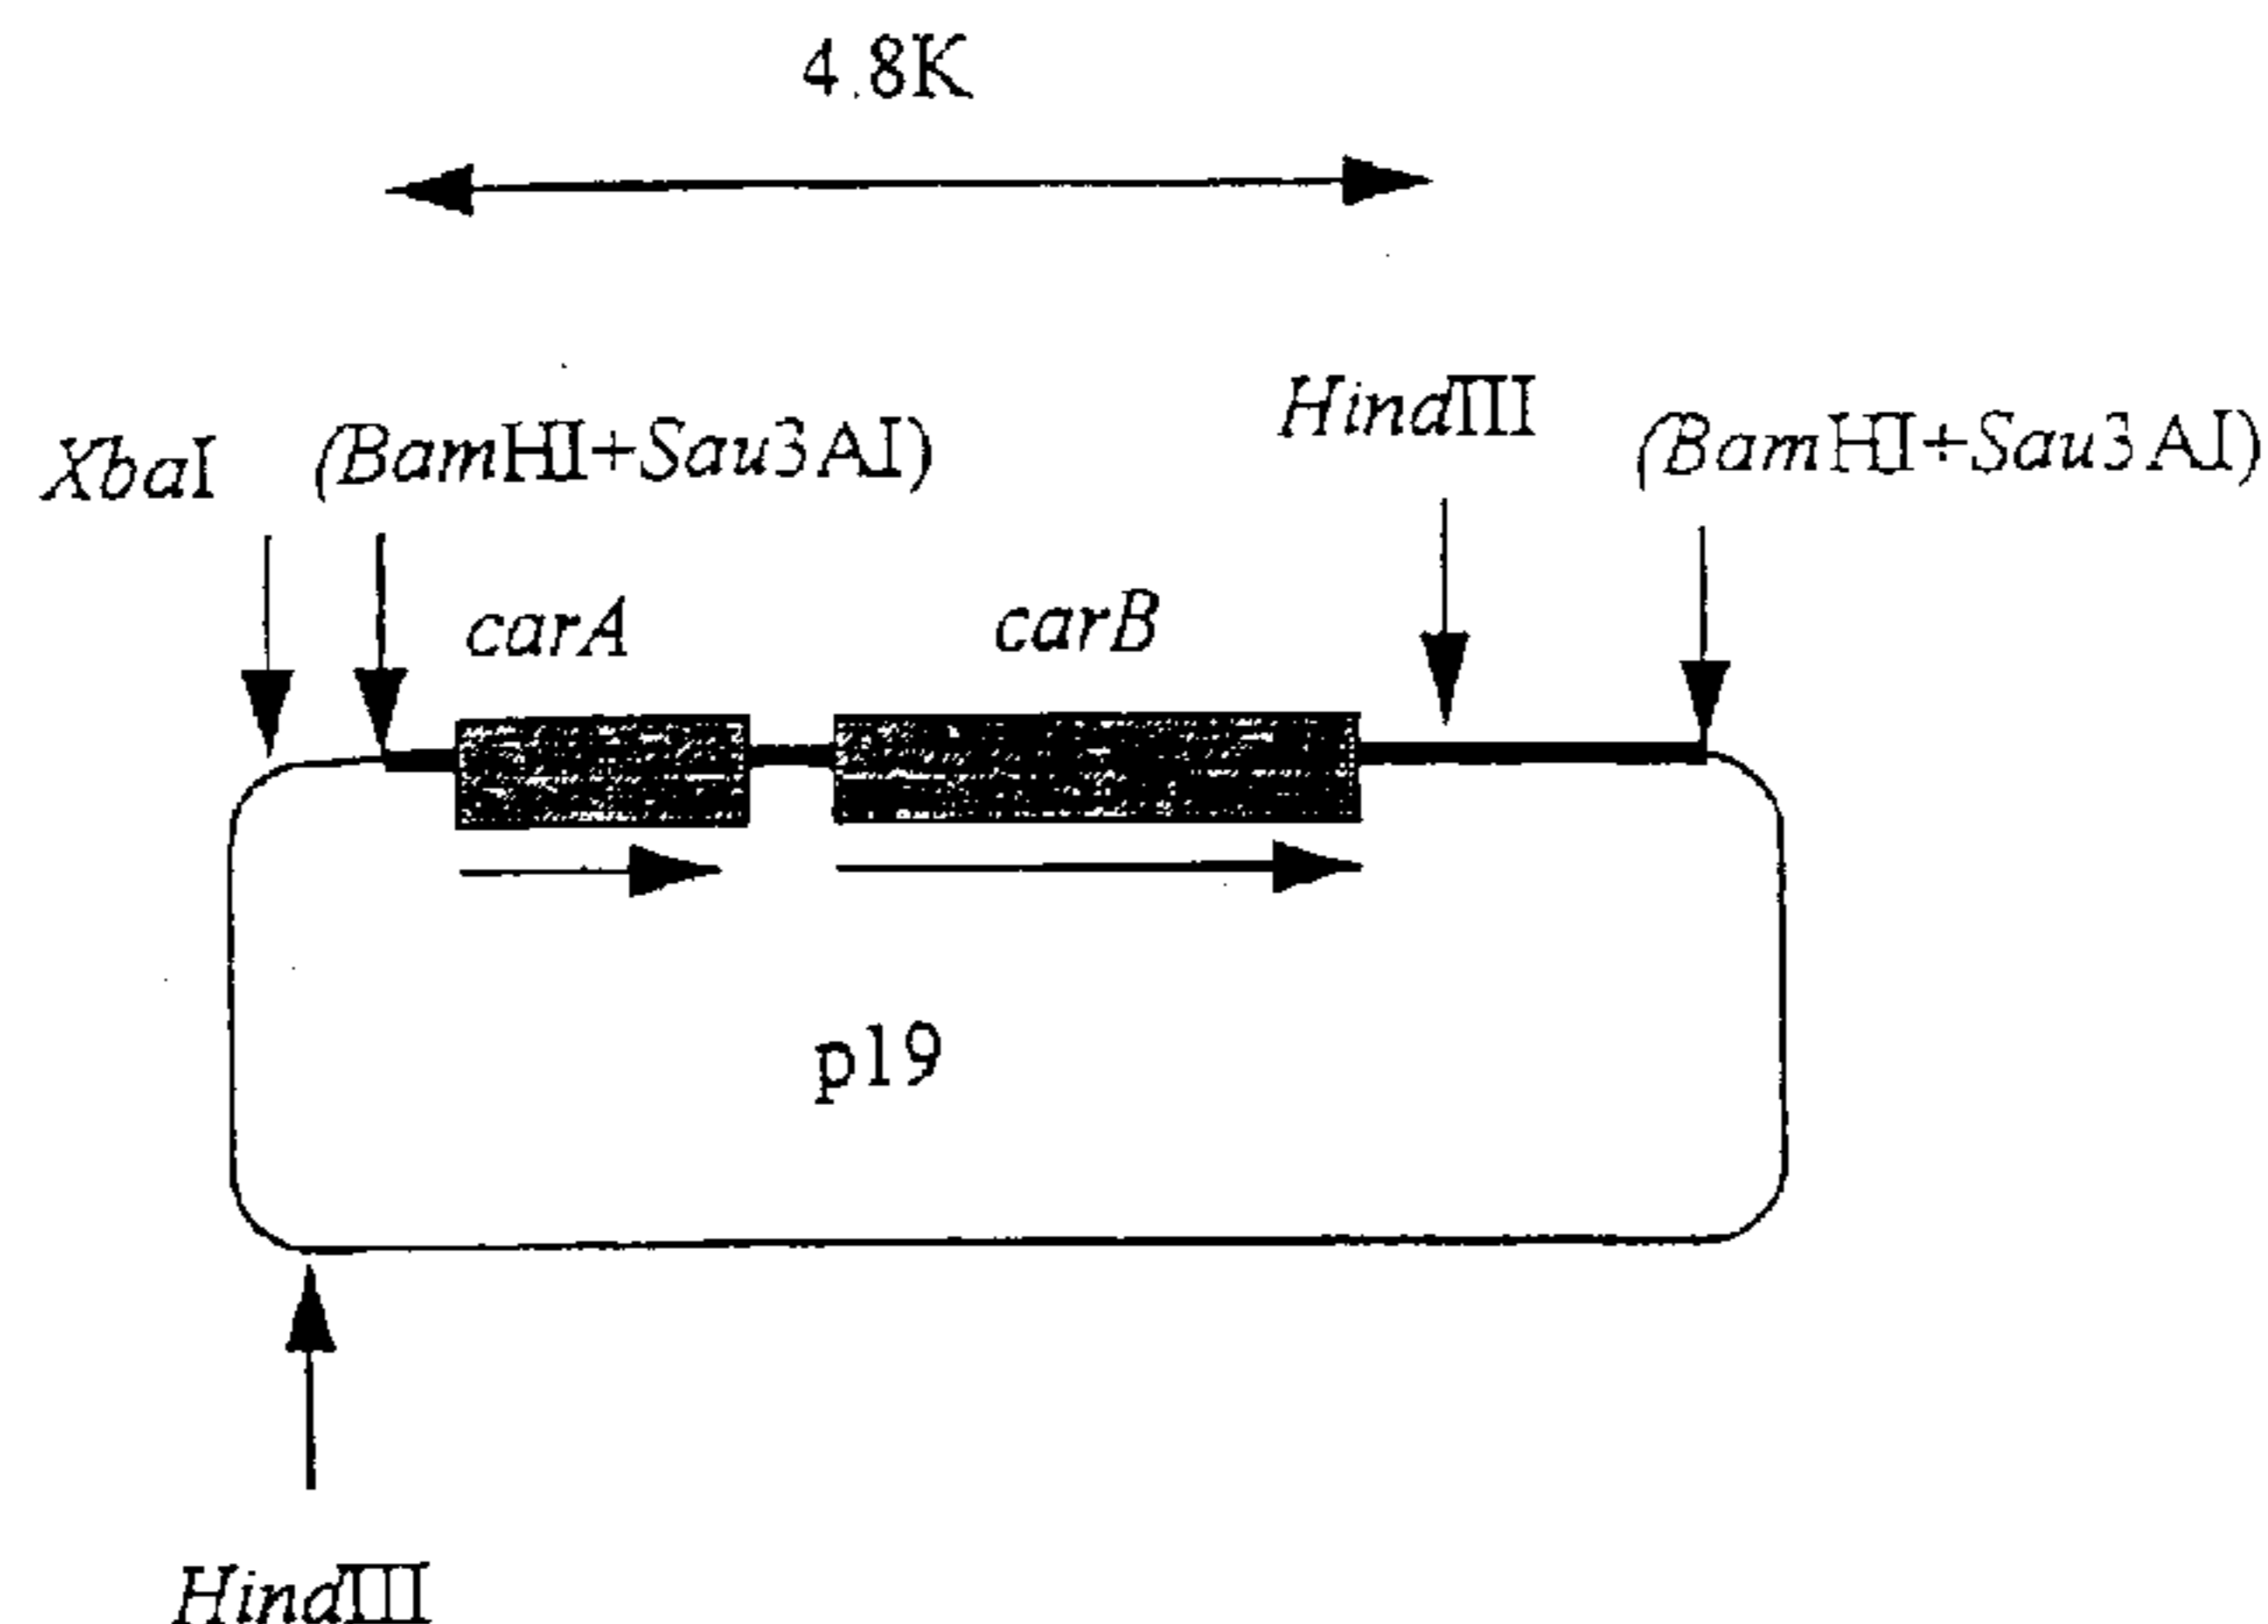 4.8K
HindIII
XbaI (BamHI+Sau3AI) (BamHI+Sau3AI)
carA carB
p19
HindIII